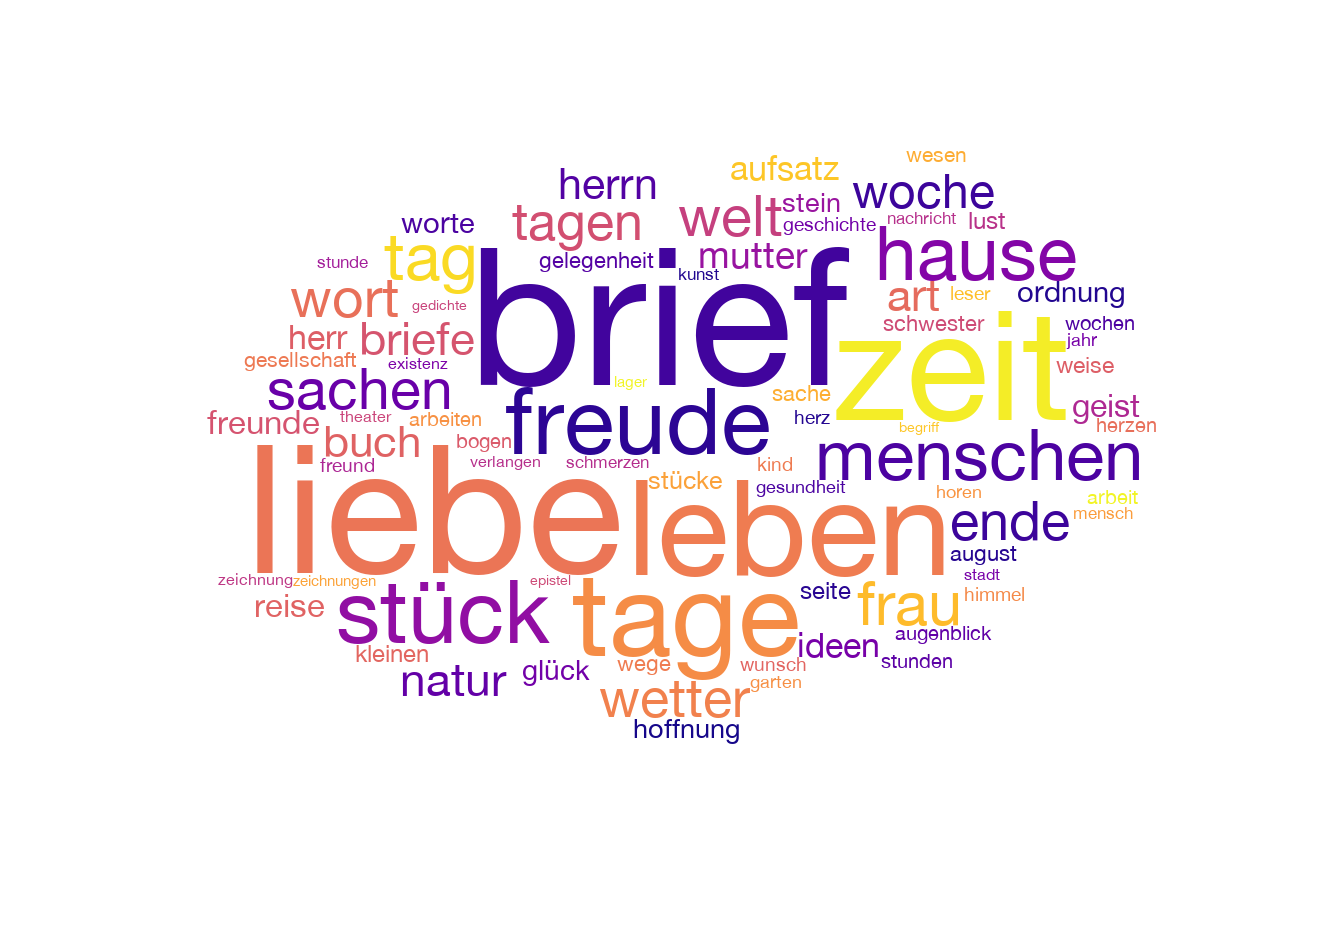 wesen
aufsatz
herrn
woche
stein
worte
tagen
welt
geschichte
nachricht
lust
tag
gelegenheit
mutter
hause
stunde
kunst
brief
wort
gedichte
art
leser
ordnung
herr
briefe
schwester
wochen
jahr
gesellschaft
existenz
zeit
weise
sachen
lager
sache
freunde
theater
arbeiten
freude
herz
geist
herzen
begriff
buch
bogen
freund
verlangen
schmerzen
kind
menschen
stücke
gesundheit
horen
arbeit
mensch
liebe
leben
ende
august
zeichnung
zeichnungen
epistel
stadt
reise
stück
tage
seite
frau
himmel
kleinen
ideen
augenblick
natur
glück
wege
wunsch
stunden
garten
wetter
hoffnung